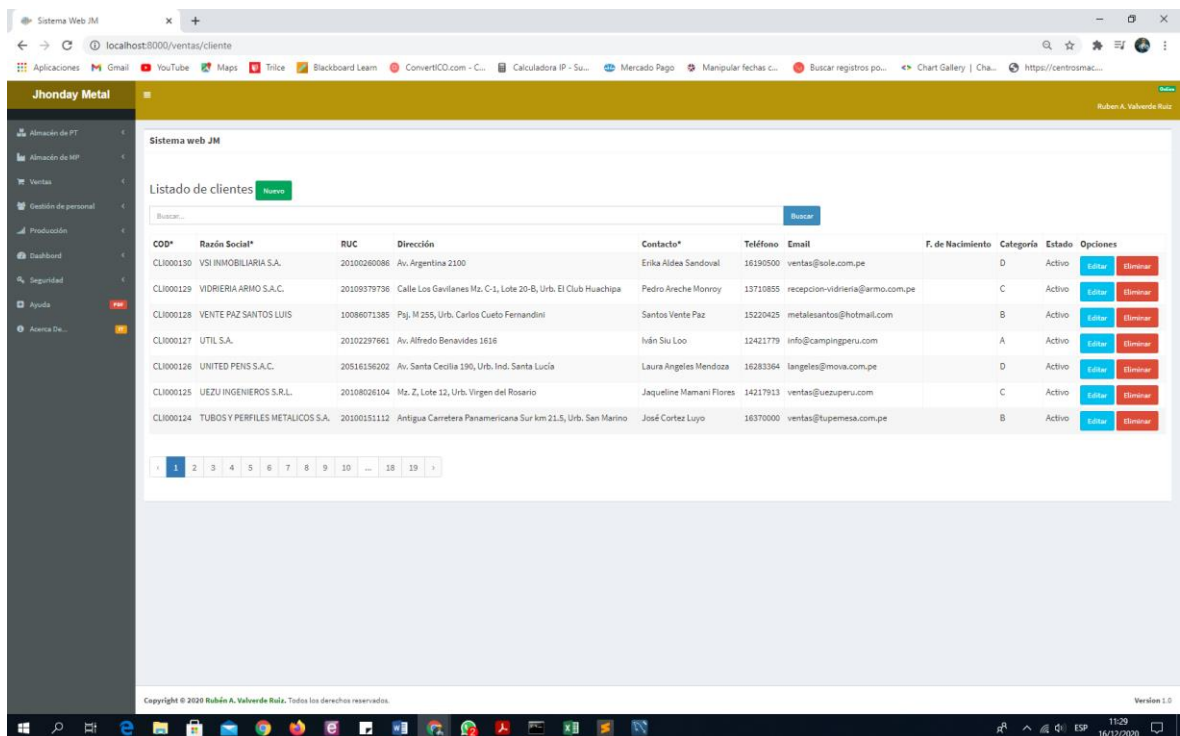 Sistema Web JM
localhost:8000/ventas/cliente
Aplicaciones Gmail YouTube Maps Trilce Blackboard Learn ConvertICO.com - C... Calculadora IP - Su... Mercado Pago Manipular fechas c... Buscar registros po... Chart Gallery | Cha... https://centrosmac....
Jhonday Metal
Online
Ruben A. Valverde Ruiz
Almacén de PT
Almacén de MP
Ventas
Gestión de personal
Producción
Dashbord
Seguridad
Ayuda PDF
Acerca De... IT
Sistema web JM
Listado de clientes Nuevo
Buscar... Buscar
COD* Razón Social* RUC Dirección Contacto* Teléfono Email F. de Nacimiento Categoría Estado Opciones
CLI000130 VSI INMOBILIARIA S.A. 20100260086 Av. Argentina 2100 Erika Aldea Sandoval 16190500 ventas@sole.com.pe D Activo Editar Eliminar
CLI000129 VIDRIERIA ARMO S.A.C. 20109379736 Calle Los Gavilanes Mz. C-1, Lote 20-B, Urb. El Club Huachipa Pedro Areche Monroy 13710855 recepcion-vidrieria@armo.com.pe C Activo Editar Eliminar
CLI000128 VENTE PAZ SANTOS LUIS 10086071385 Psj. M 255, Urb. Carlos Cueto Fernandini Santos Vente Paz 15220425 metalesantos@hotmail.com B Activo Editar Eliminar
CLI000127 UTIL S.A. 20102297661 Av. Alfredo Benavides 1616 Iván Siu Loo 12421779 info@campingperu.com A Activo Editar Eliminar
CLI000126 UNITED PENS S.A.C. 20516156202 Av. Santa Cecilia 190, Urb. Ind. Santa Lucía Laura Angeles Mendoza 16283364 langeles@mova.com.pe D Activo Editar Eliminar
CLI000125 UEZU INGENIEROS S.R.L. 20108026104 Mz. Z, Lote 12, Urb. Virgen del Rosario Jaqueline Mamani Flores 14217913 ventas@uezuperu.com C Activo Editar Eliminar
CLI000124 TUBOS Y PERFILES METALICOS S.A. 20100151112 Antigua Carretera Panamericana Sur km 21.5, Urb. San Marino José Cortez Luyo 16370000 ventas@tupemesa.com.pe B Activo Editar Eliminar
‹ 1 2 3 4 5 6 7 8 9 10 ... 18 19 ›
Copyright © 2020 Rubén A. Valverde Ruiz. Todos los derechos reservados. Version 1.0
ESP 11:29
16/12/2020